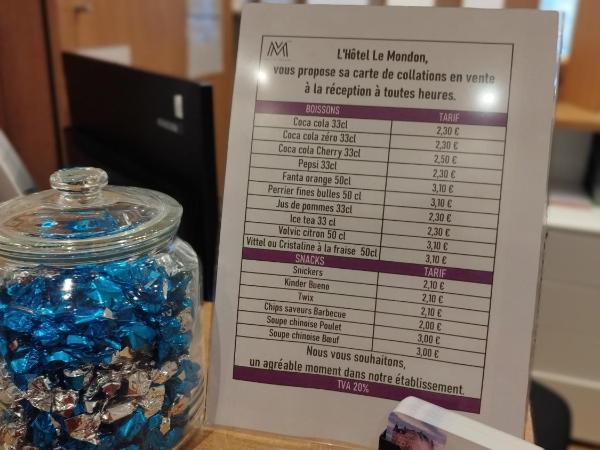 M
L'Hôtel Le Mondon,
vous propose sa carte de collations en vente
à la réception à toutes heures.
BOISSONS TARIF
Coca cola 33cl 2,30 €
Coca cola zéro 33cl 2,30 €
Coca cola Cherry 33cl 2,50 €
Pepsi 33cl 2,30 €
Fanta orange 50cl 3,10 €
Perrier fines bulles 50 cl 3,10 €
Jus de pommes 33cl 2,30 €
Ice tea 33 cl 2,30 €
Volvic citron 50 cl 3,10 €
Vittel ou Cristaline à la fraise 50cl 3,10 €
SNACKS TARIF
Snickers 2,10 €
Kinder Bueno 2,10 €
Twix 2,10 €
Chips saveurs Barbecue 2,00 €
Soupe chinoise Poulet 3,00 €
Soupe chinoise Bœuf 3,00 €
Nous vous souhaitons,
un agréable moment dans notre établissement.
TVA 20%